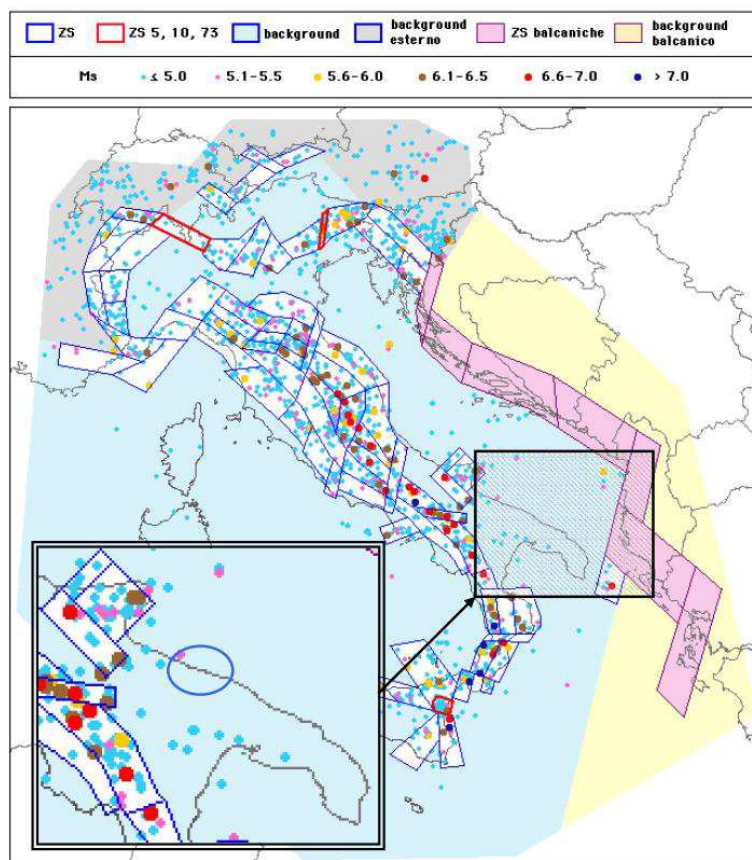 ZS
ZS 5, 10, 73
background
background
esterno
ZS balcaniche
background
balcanico
Ms
≤ 5.0
5.1-5.5
5.6-6.0
6.1-6.5
6.6-7.0
> 7.0